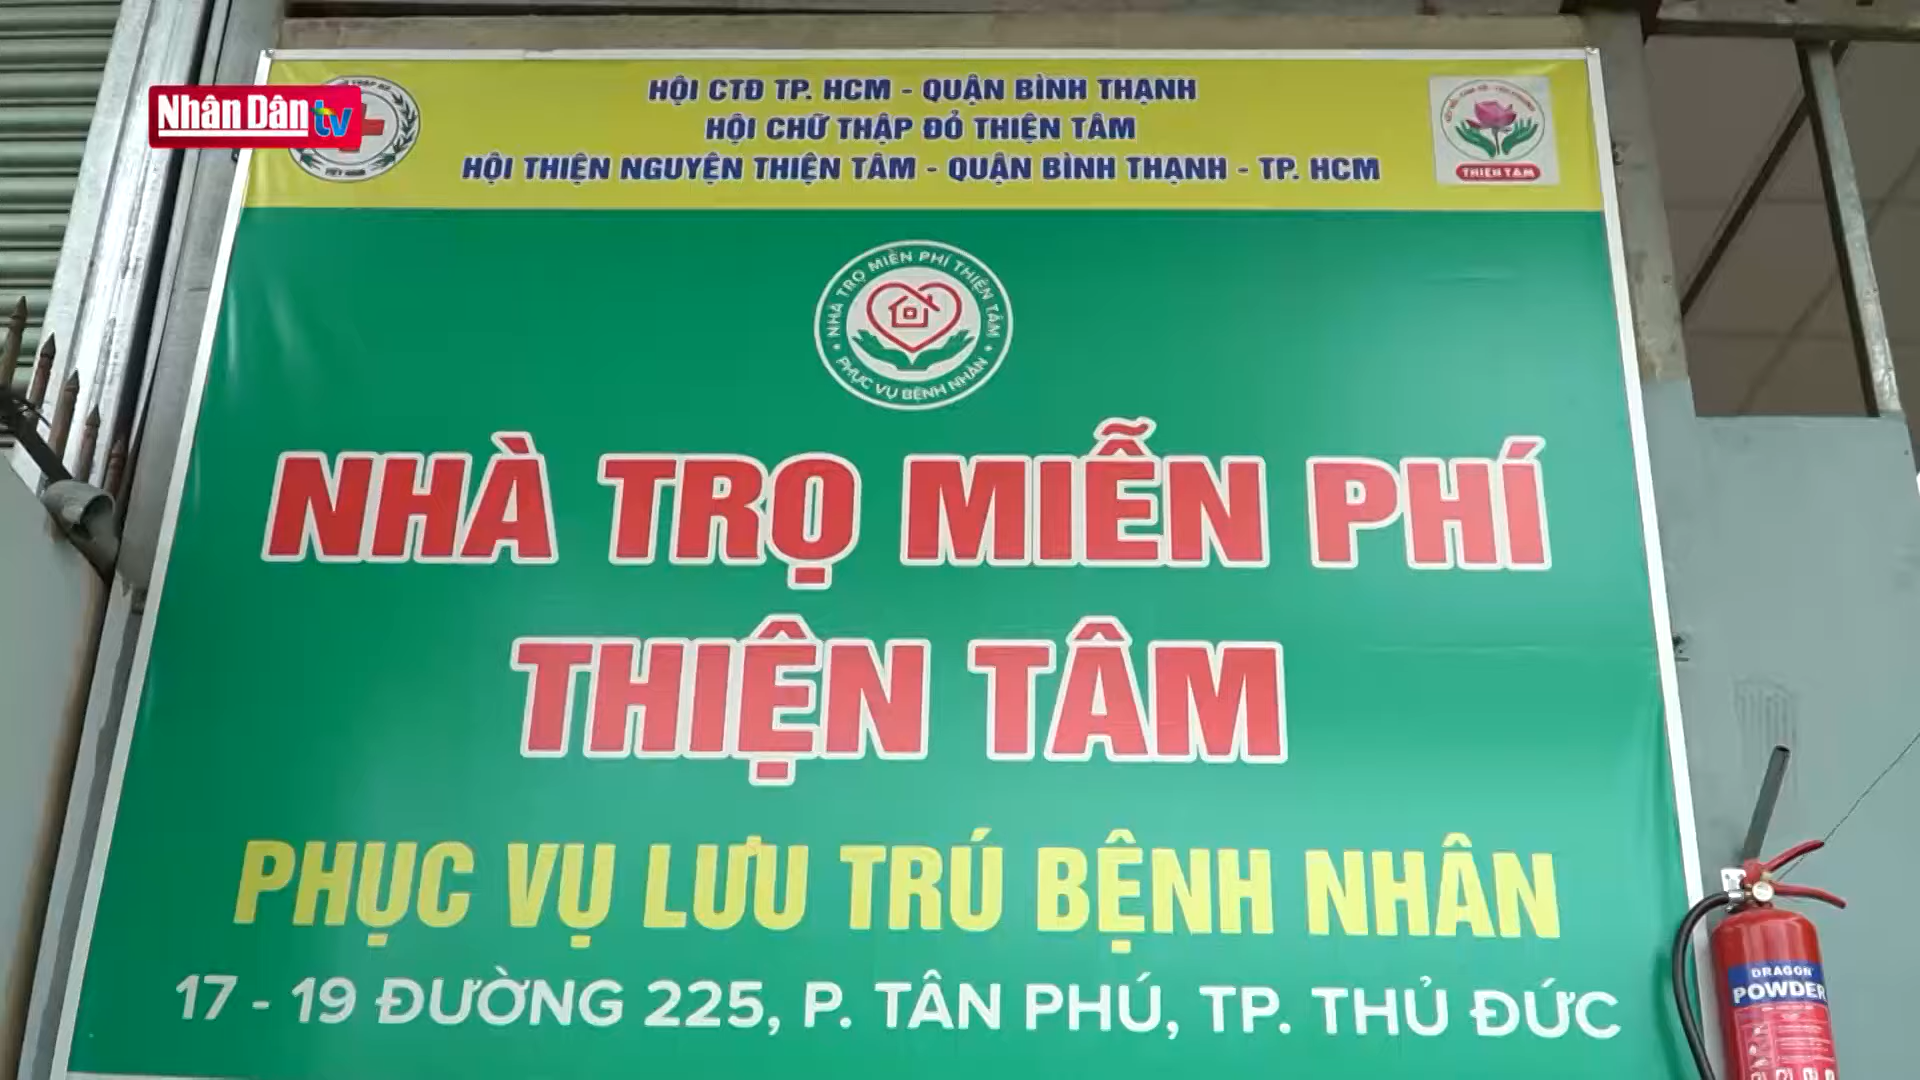 Nhân Dân tv
HỘI CTĐ TP. HCM - QUẬN BÌNH THẠNH
HỘI CHỮ THẬP ĐỎ THIỆN TÂM
HỘI THIỆN NGUYỆN THIỆN TÂM - QUẬN BÌNH THẠNH - TP. HCM
VIỆT NAM
THIỆN TÂM
NHÀ TRỌ MIỄN PHÍ THIỆN TÂM
PHỤC VỤ BỆNH NHÂN
NHÀ TRỌ MIỄN PHÍ
THIỆN TÂM
PHỤC VỤ LƯU TRÚ BỆNH NHÂN
17 - 19 ĐƯỜNG 225, P. TÂN PHÚ, TP. THỦ ĐỨC
DRAGON
POWDER